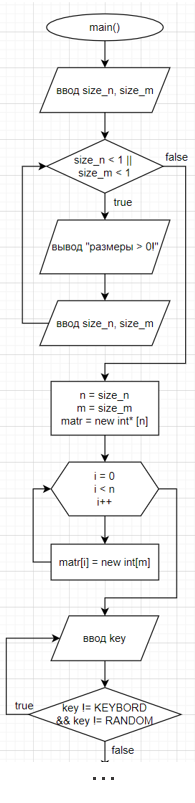 main()
ввод size_n, size_m
size_n < 1 ||
size_m < 1
false
true
вывод "размеры > 0!"
ввод size_n, size_m
n = size_n
m = size_m
matr = new int* [n]
i = 0
i < n
i++
matr[i] = new int[m]
ввод key
true
key != KEYBORD
&& key != RANDOM
false
...